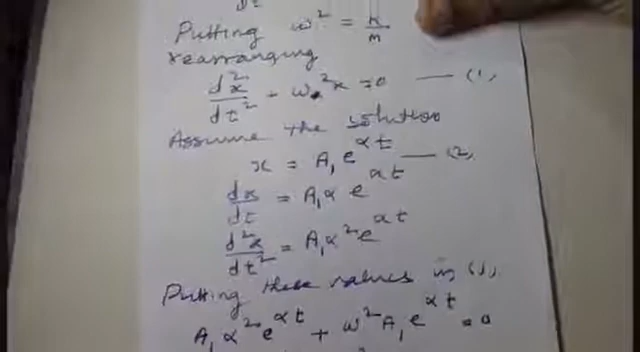 Putting ω² = k/m
rearranging
d²x/dt² - ω²x = 0 — (1)
Assume the solution
x = A₁e^αt — (2)
dx/dt = A₁α e^αt
d²x/dt² = A₁α²e^αt
Putting these values in (1)
A₁α²e^αt + ω²A₁e^αt = 0